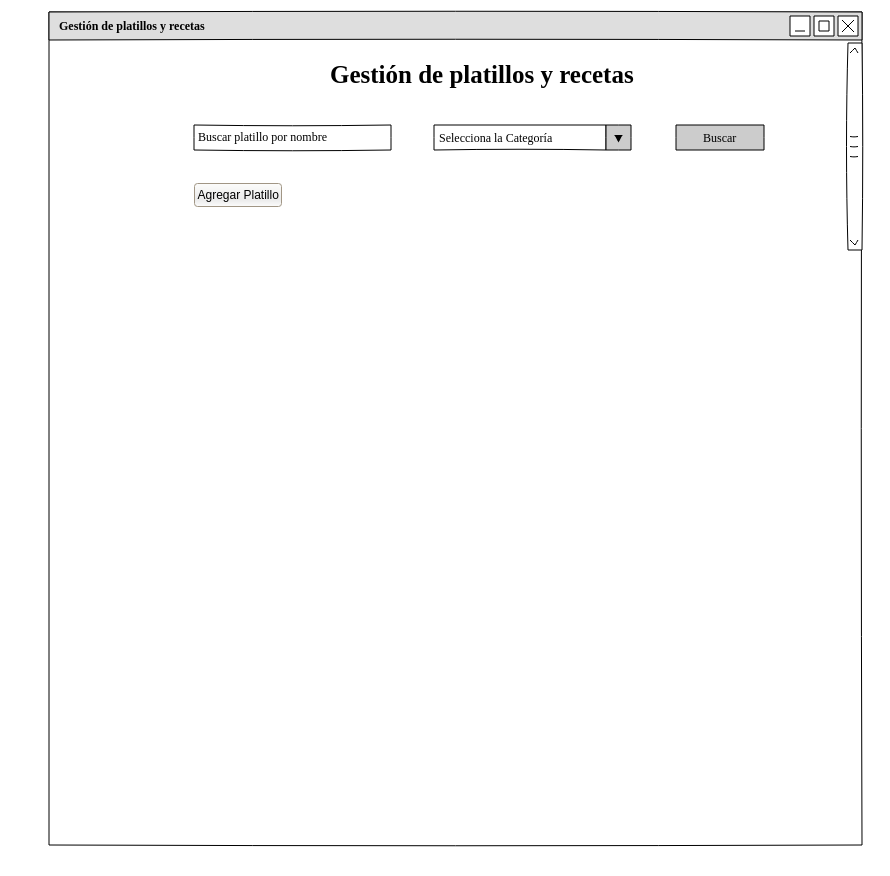 Gestión de platillos y recetas
Gestión de platillos y recetas
Buscar platillo por nombre
Selecciona la Categoría
Buscar
Agregar Platillo